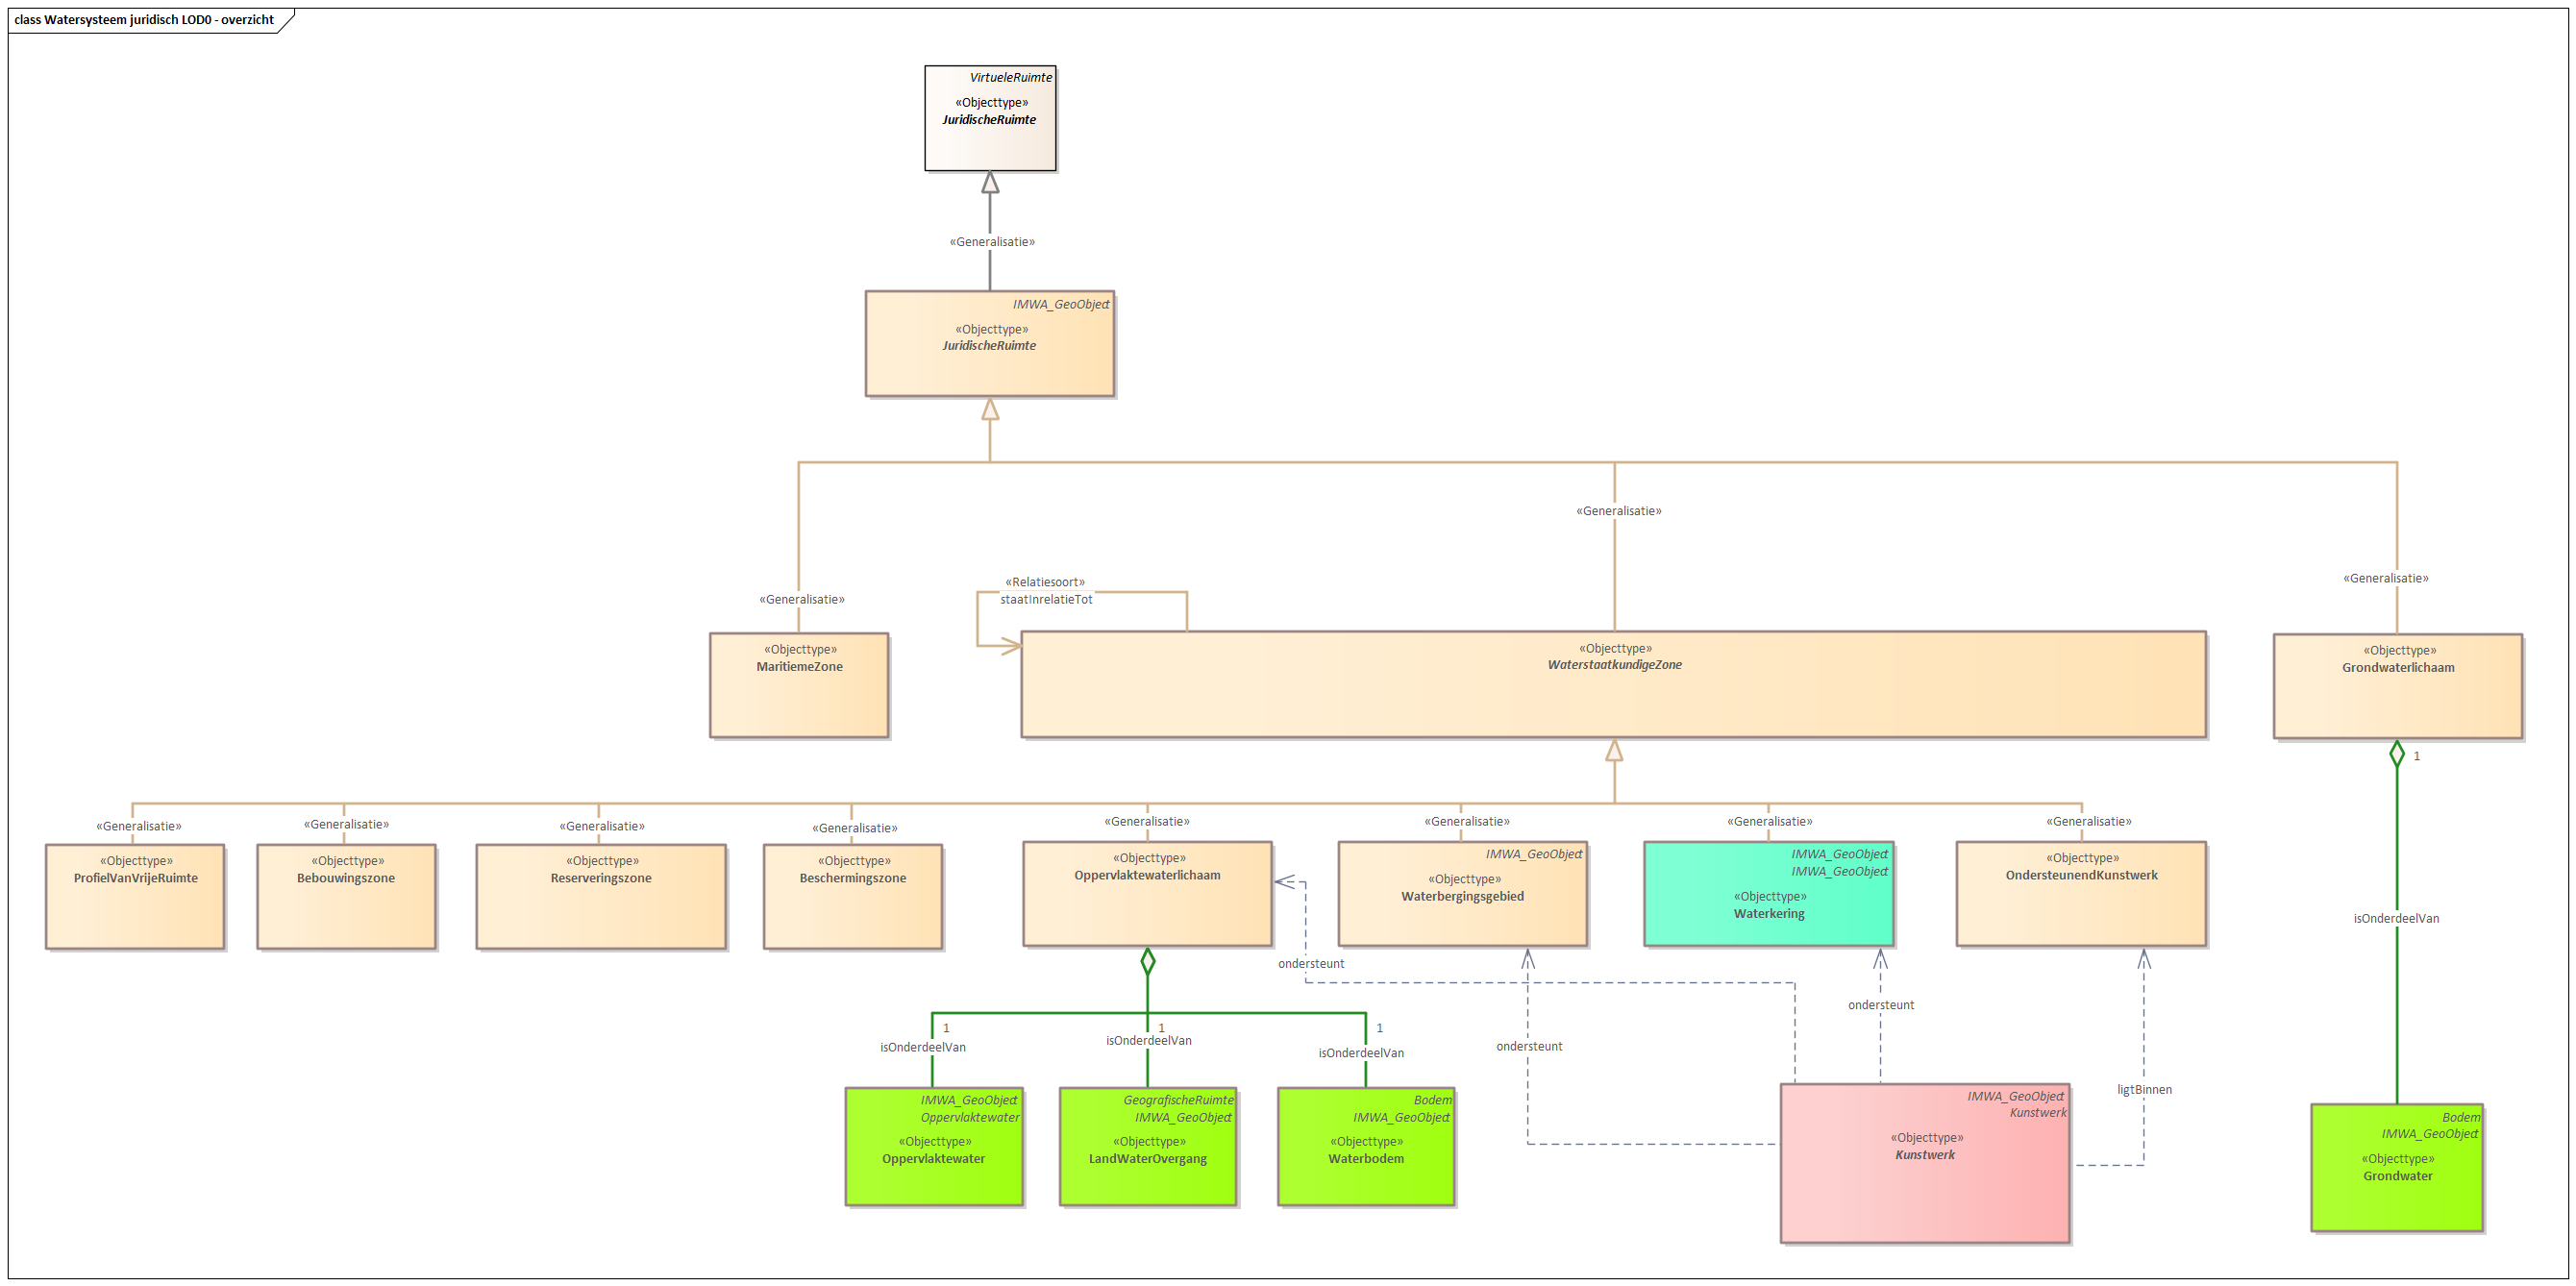 class Watersysteem juridisch LOD0 - overzicht
VirtueleRuimte
«Objecttype»
JuridischeRuimte
«Generalisatie»
IMWA_GeoObject
«Objecttype»
JuridischeRuimte
«Generalisatie»
«Generalisatie»
«Generalisatie»
«Relatiesoort»
staatInrelatieTot
«Objecttype»
MaritiemeZone
«Objecttype»
WaterstaatkundigeZone
«Objecttype»
Grondwaterlichaam
1
«Generalisatie»
«Generalisatie»
«Generalisatie»
«Generalisatie»
«Generalisatie»
«Generalisatie»
«Generalisatie»
«Generalisatie»
«Objecttype»
ProfielVanVrijeRuimte
«Objecttype»
Bebouwingszone
«Objecttype»
Reserveringszone
«Objecttype»
Beschermingszone
«Objecttype»
Oppervlaktewaterlichaam
IMWA_GeoObject
«Objecttype»
Waterbergingsgebied
IMWA_GeoObject
IMWA_GeoObject
«Objecttype»
Waterkering
«Objecttype»
OndersteunendKunstwerk
isOnderdeelVan
ondersteunt
ondersteunt
ondersteunt
ligtBinnen
1
isOnderdeelVan
1
isOnderdeelVan
1
isOnderdeelVan
IMWA_GeoObject
Oppervlaktewater
«Objecttype»
Oppervlaktewater
GeografischeRuimte
IMWA_GeoObject
«Objecttype»
LandWaterOvergang
Bodem
IMWA_GeoObject
«Objecttype»
Waterbodem
IMWA_GeoObject
Kunstwerk
«Objecttype»
Kunstwerk
Bodem
IMWA_GeoObject
«Objecttype»
Grondwater